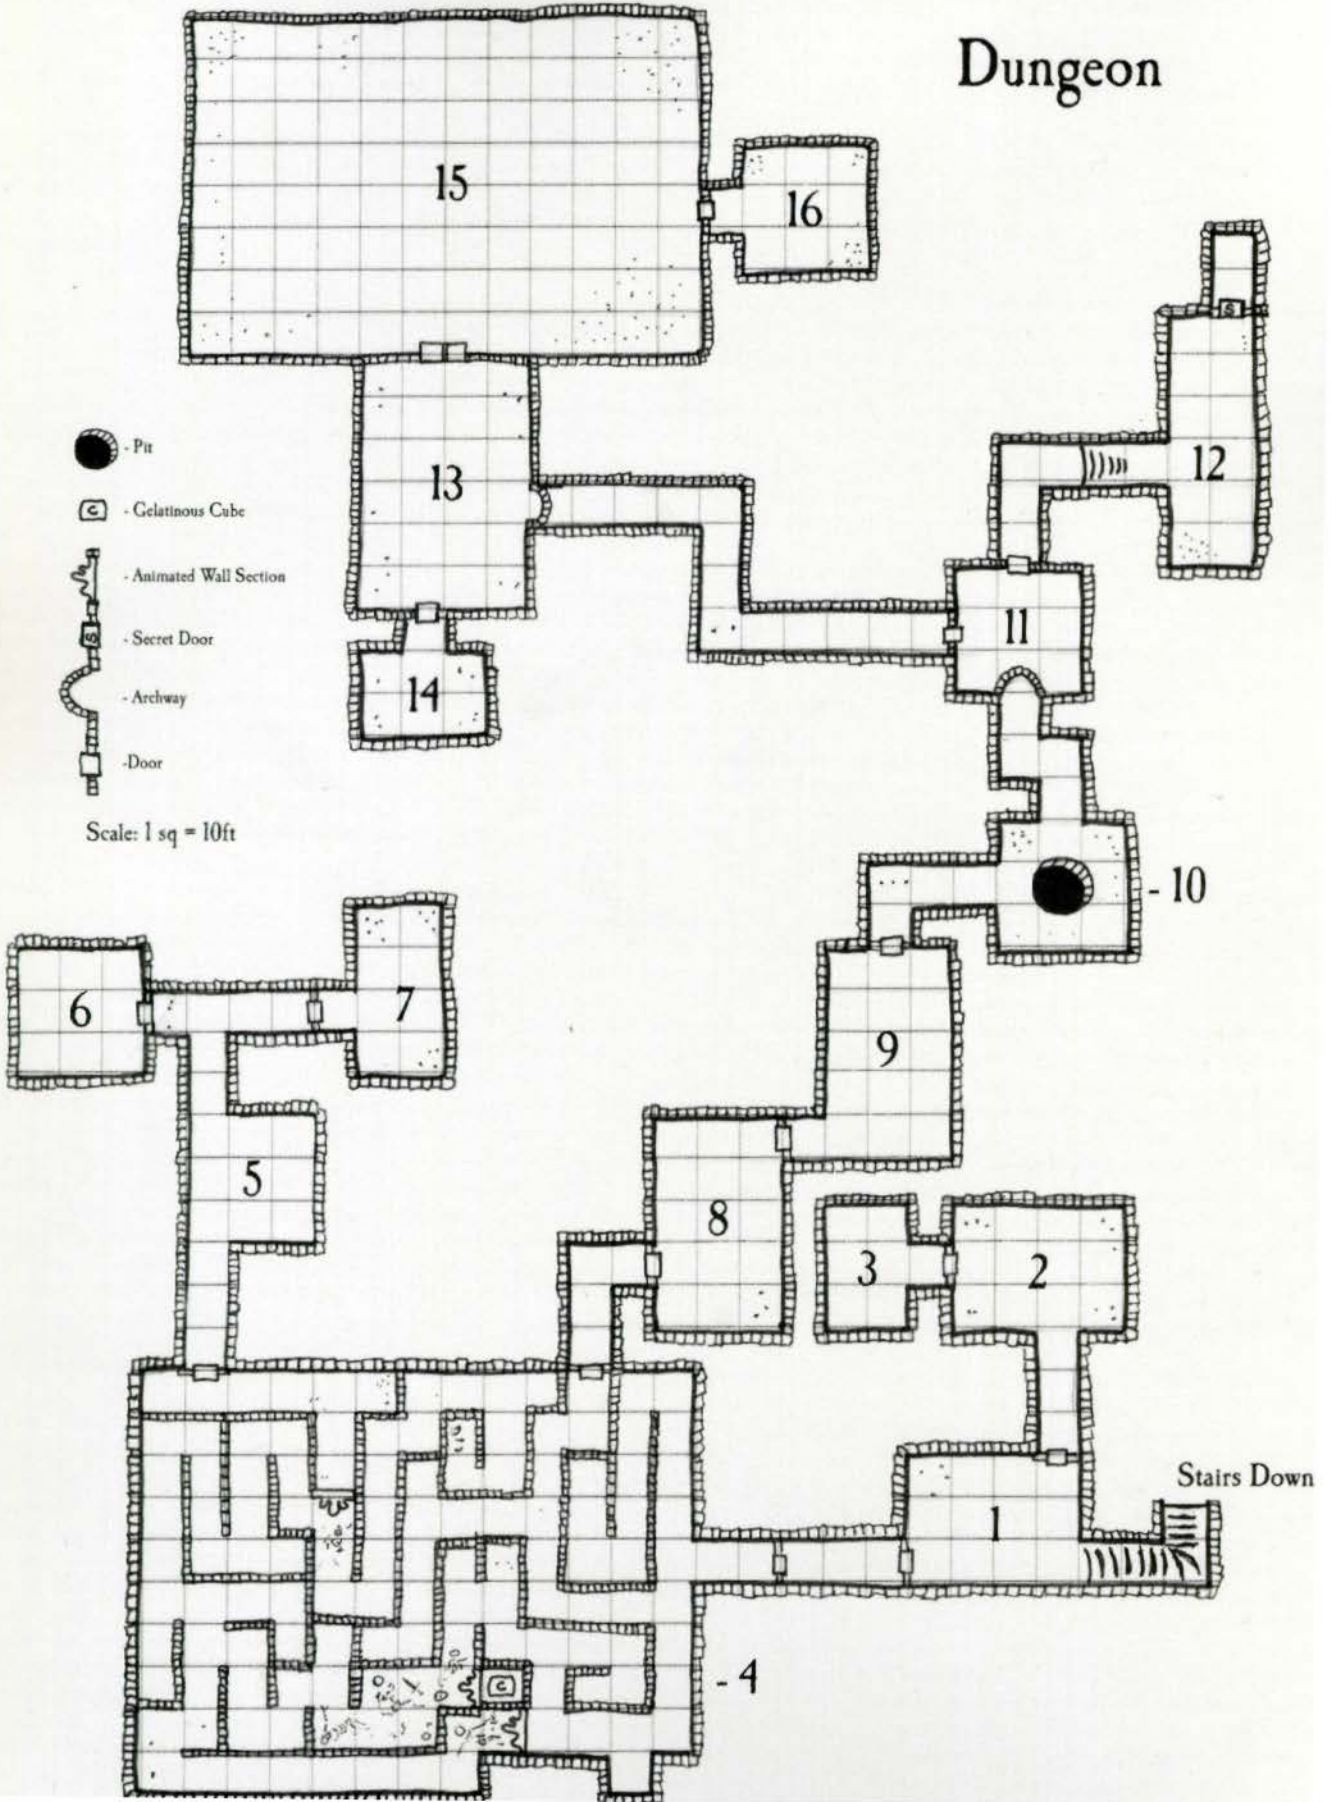 Dungeon
15
16
- Pit
13
12
- Gelatinous Cube
- Animated Wall Section
11
- Secret Door
14
- Archway
-Door
Scale: 1 sq = 10ft
- 10
6
7
9
5
8
3
2
Stairs Down
1
- 4
C
S
S
C